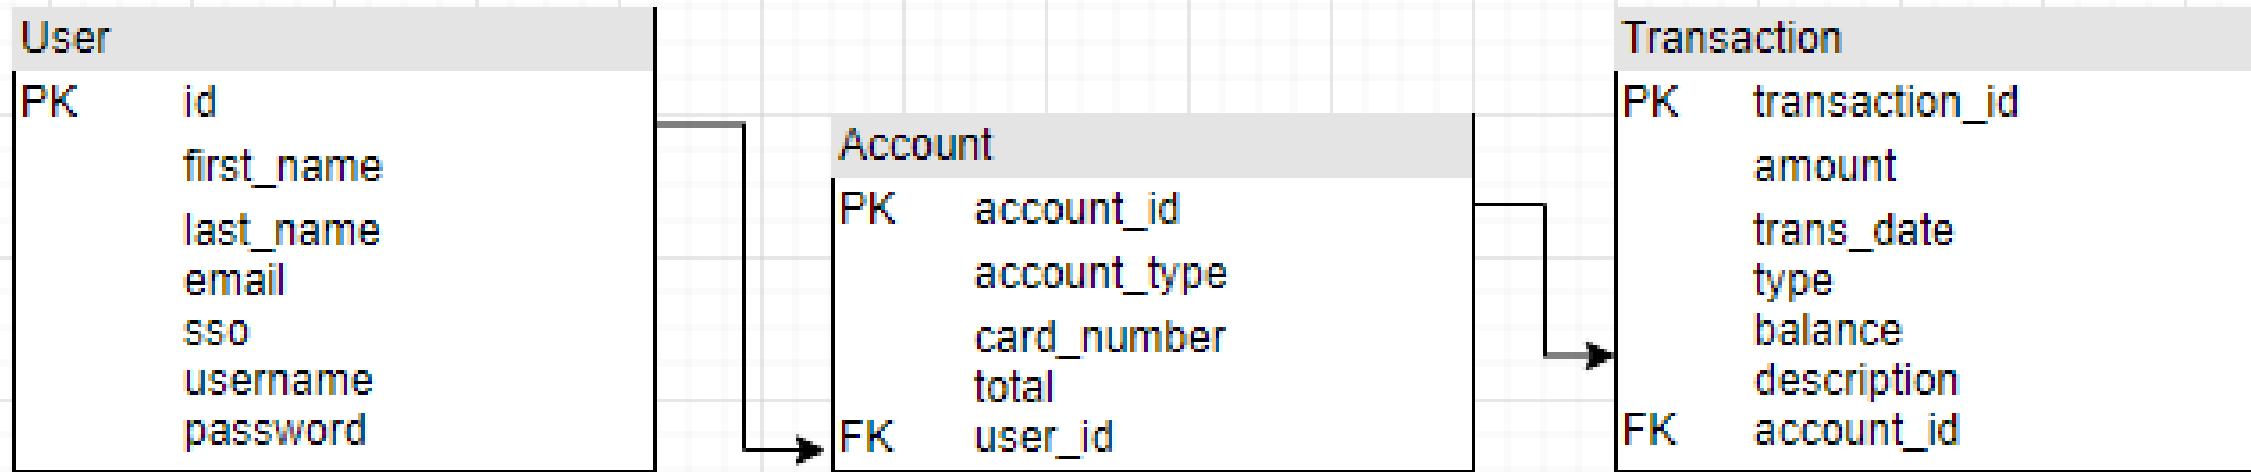 User
PK id
first_name
last_name
email
sso
username
password
Account
PK account_id
account_type
card_number
total
FK user_id
Transaction
PK transaction_id
amount
trans_date
type
balance
description
FK account_id